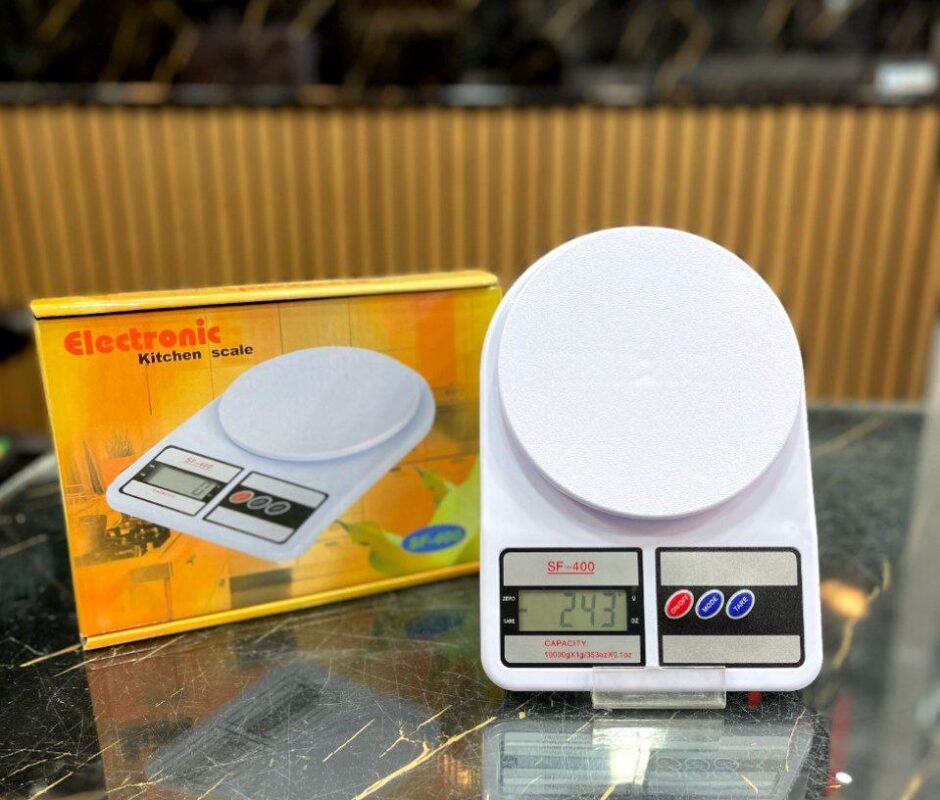 Electronic
Kitchen scale
SF-400
SF-400
SF-400
ZERO
g
243
TARE
OZ
CAPACITY:
10000gX1g/353ozX0.1oz
ON/OFF
MODE
TARE